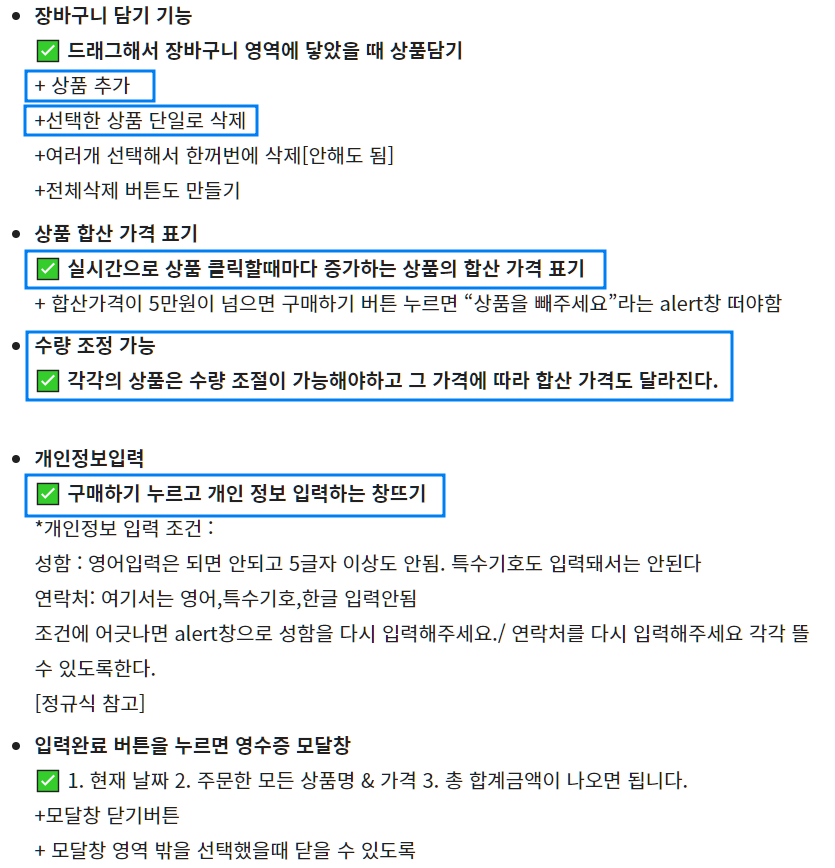 • 장바구니 담기 기능
✅ 드래그해서 장바구니 영역에 닿았을 때 상품담기
+ 상품 추가
+선택한 상품 단일로 삭제
+여러개 선택해서 한꺼번에 삭제[안해도 됨]
+전체삭제 버튼도 만들기
• 상품 합산 가격 표기
✅ 실시간으로 상품 클릭할때마다 증가하는 상품의 합산 가격 표기
+ 합산가격이 5만원이 넘으면 구매하기 버튼 누르면 “상품을 빼주세요”라는 alert창 떠야함
• 수량 조정 가능
✅ 각각의 상품은 수량 조절이 가능해야하고 그 가격에 따라 합산 가격도 달라진다.
• 개인정보입력
✅ 구매하기 누르고 개인 정보 입력하는 창뜨기
*개인정보 입력 조건 :
성함 : 영어입력은 되면 안되고 5글자 이상도 안됨. 특수기호도 입력돼서는 안된다
연락처: 여기서는 영어,특수기호,한글 입력안됨
조건에 어긋나면 alert창으로 성함을 다시 입력해주세요./ 연락처를 다시 입력해주세요 각각 뜰
수 있도록한다.
[정규식 참고]
• 입력완료 버튼을 누르면 영수증 모달창
✅ 1. 현재 날짜 2. 주문한 모든 상품명 & 가격 3. 총 합계금액이 나오면 됩니다.
+모달창 닫기버튼
+ 모달창 영역 밖을 선택했을때 닫을 수 있도록